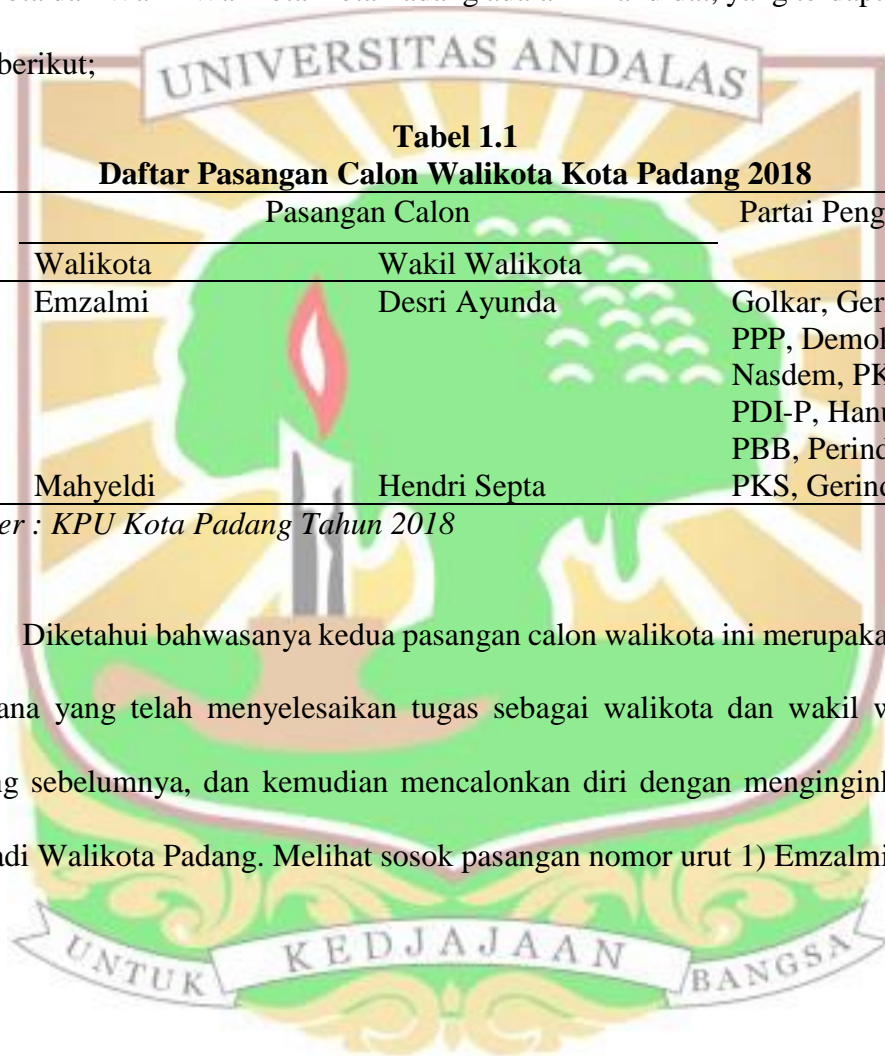 berikut;
UNIVERSITAS ANDALAS
Tabel 1.1
Daftar Pasangan Calon Walikota Kota Padang 2018
Pasangan Calon Partai Peng
Walikota Wakil Walikota
Emzalmi Desri Ayunda Golkar, Ger
PPP, Demok
Nasdem, PK
PDI-P, Hanu
PBB, Perind
Mahyeldi Hendri Septa PKS, Gerind
er : KPU Kota Padang Tahun 2018
Diketahui bahwasanya kedua pasangan calon walikota ini merupaka
ana yang telah menyelesaikan tugas sebagai walikota dan wakil w
ng sebelumnya, dan kemudian mencalonkan diri dengan menginginl
adi Walikota Padang. Melihat sosok pasangan nomor urut 1) Emzalmi
UNTUK KEDJAJAAN BANGSA